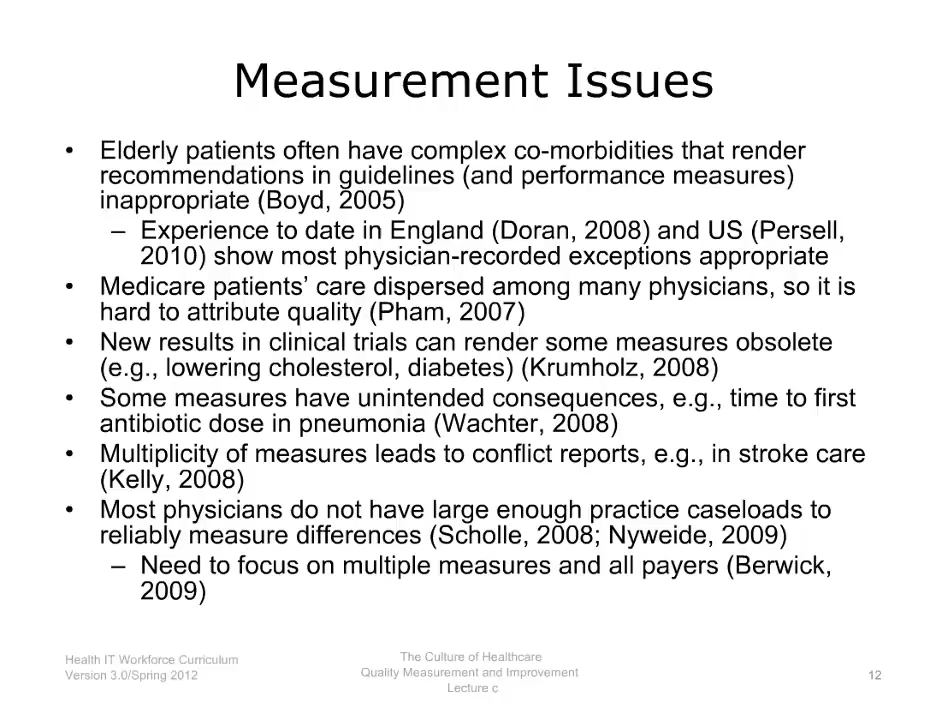 Measurement Issues
• Elderly patients often have complex co-morbidities that render
recommendations in guidelines (and performance measures)
inappropriate (Boyd, 2005)
– Experience to date in England (Doran, 2008) and US (Persell,
2010) show most physician-recorded exceptions appropriate
• Medicare patients’ care dispersed among many physicians, so it is
hard to attribute quality (Pham, 2007)
• New results in clinical trials can render some measures obsolete
(e.g., lowering cholesterol, diabetes) (Krumholz, 2008)
• Some measures have unintended consequences, e.g., time to first
antibiotic dose in pneumonia (Wachter, 2008)
• Multiplicity of measures leads to conflict reports, e.g., in stroke care
(Kelly, 2008)
• Most physicians do not have large enough practice caseloads to
reliably measure differences (Scholle, 2008; Nyweide, 2009)
– Need to focus on multiple measures and all payers (Berwick,
2009)
Health IT Workforce Curriculum
Version 3.0/Spring 2012
The Culture of Healthcare
Quality Measurement and Improvement
Lecture c
12